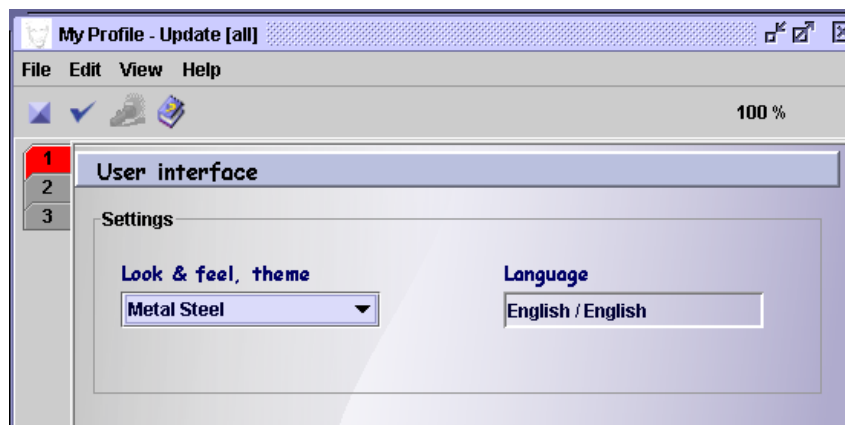 My Profile - Update [all]
File Edit View Help
100 %
1
User interface
2
3
Settings
Look & feel, theme
Language
Metal Steel
English / English